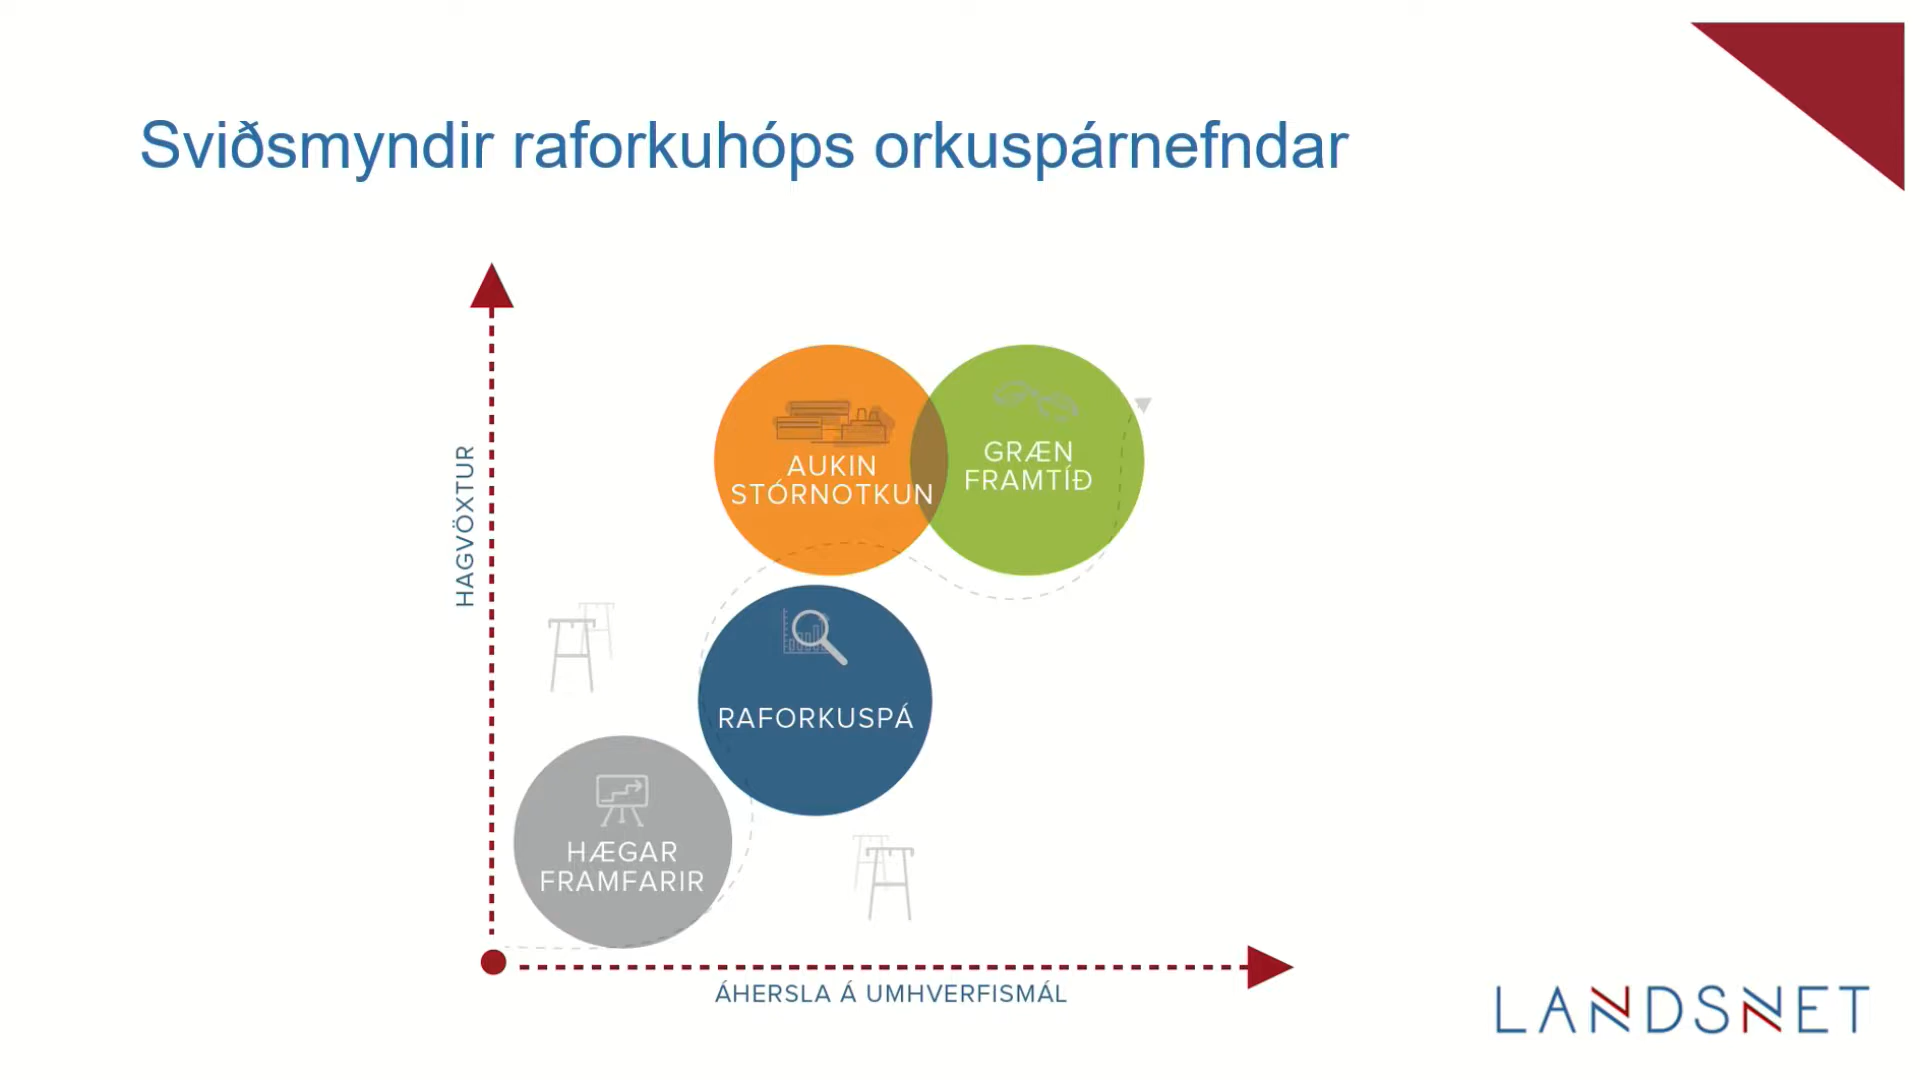 Sviðsmyndir raforkuhóps orkuspárnefndar
HAGVÖXTUR
AUKIN
STÓRNOTKUN
GRÆN
FRAMTÍÐ
RAFORKUSPÁ
HÆGAR
FRAMFARIR
ÁHERSLA Á UMHVERFISMÁL
LANDSNET